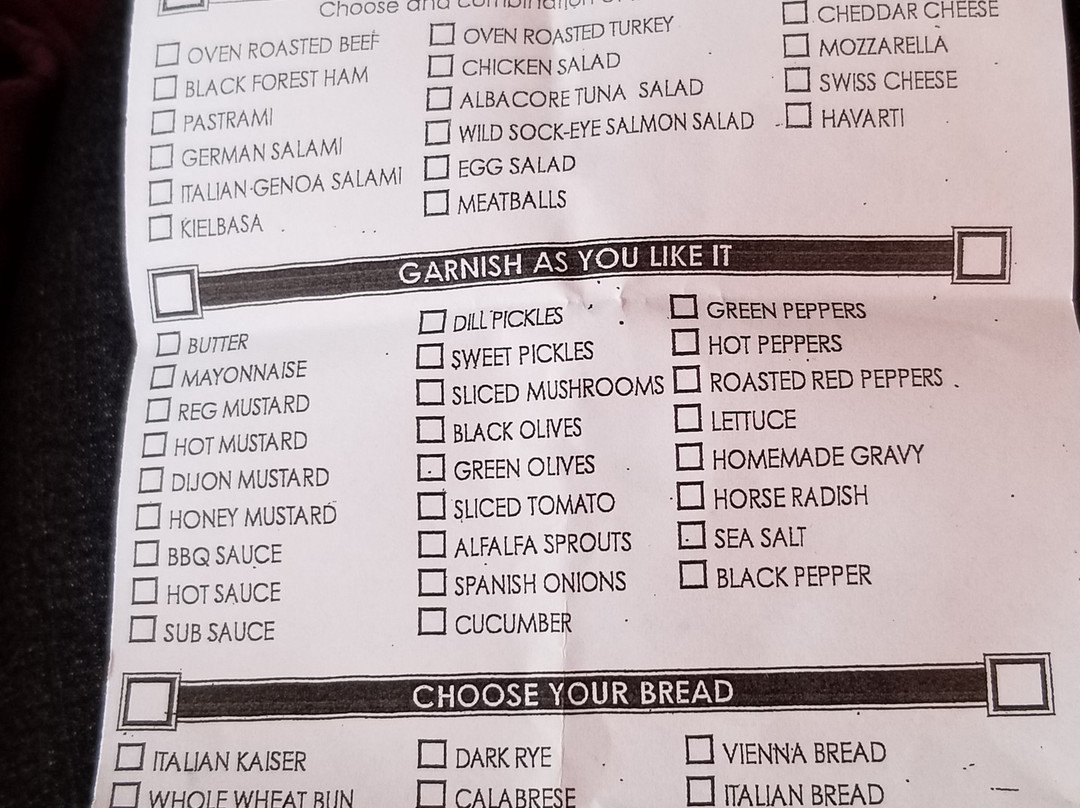 Choose and combination
OVEN ROASTED BEEF
BLACK FOREST HAM
PASTRAMI
GERMAN SALAMI
ITALIAN-GENOA SALAMI
KIELBASA
OVEN ROASTED TURKEY
CHICKEN SALAD
ALBACORE TUNA SALAD
WILD SOCK-EYE SALMON SALAD
EGG SALAD
MEATBALLS
CHEDDAR CHEESE
MOZZARELLA
SWISS CHEESE
HAVARTI
GARNISH AS YOU LIKE IT
BUTTER
MAYONNAISE
REG MUSTARD
HOT MUSTARD
DIJON MUSTARD
HONEY MUSTARD
BBQ SAUCE
HOT SAUCE
SUB SAUCE
DILL PICKLES
SWEET PICKLES
SLICED MUSHROOMS
BLACK OLIVES
GREEN OLIVES
SLICED TOMATO
ALFALFA SPROUTS
SPANISH ONIONS
CUCUMBER
GREEN PEPPERS
HOT PEPPERS
ROASTED RED PEPPERS
LETTUCE
HOMEMADE GRAVY
HORSE RADISH
SEA SALT
BLACK PEPPER
CHOOSE YOUR BREAD
ITALIAN KAISER
WHOLE WHEAT BUN
DARK RYE
CALABRESE
VIENNA BREAD
ITALIAN BREAD